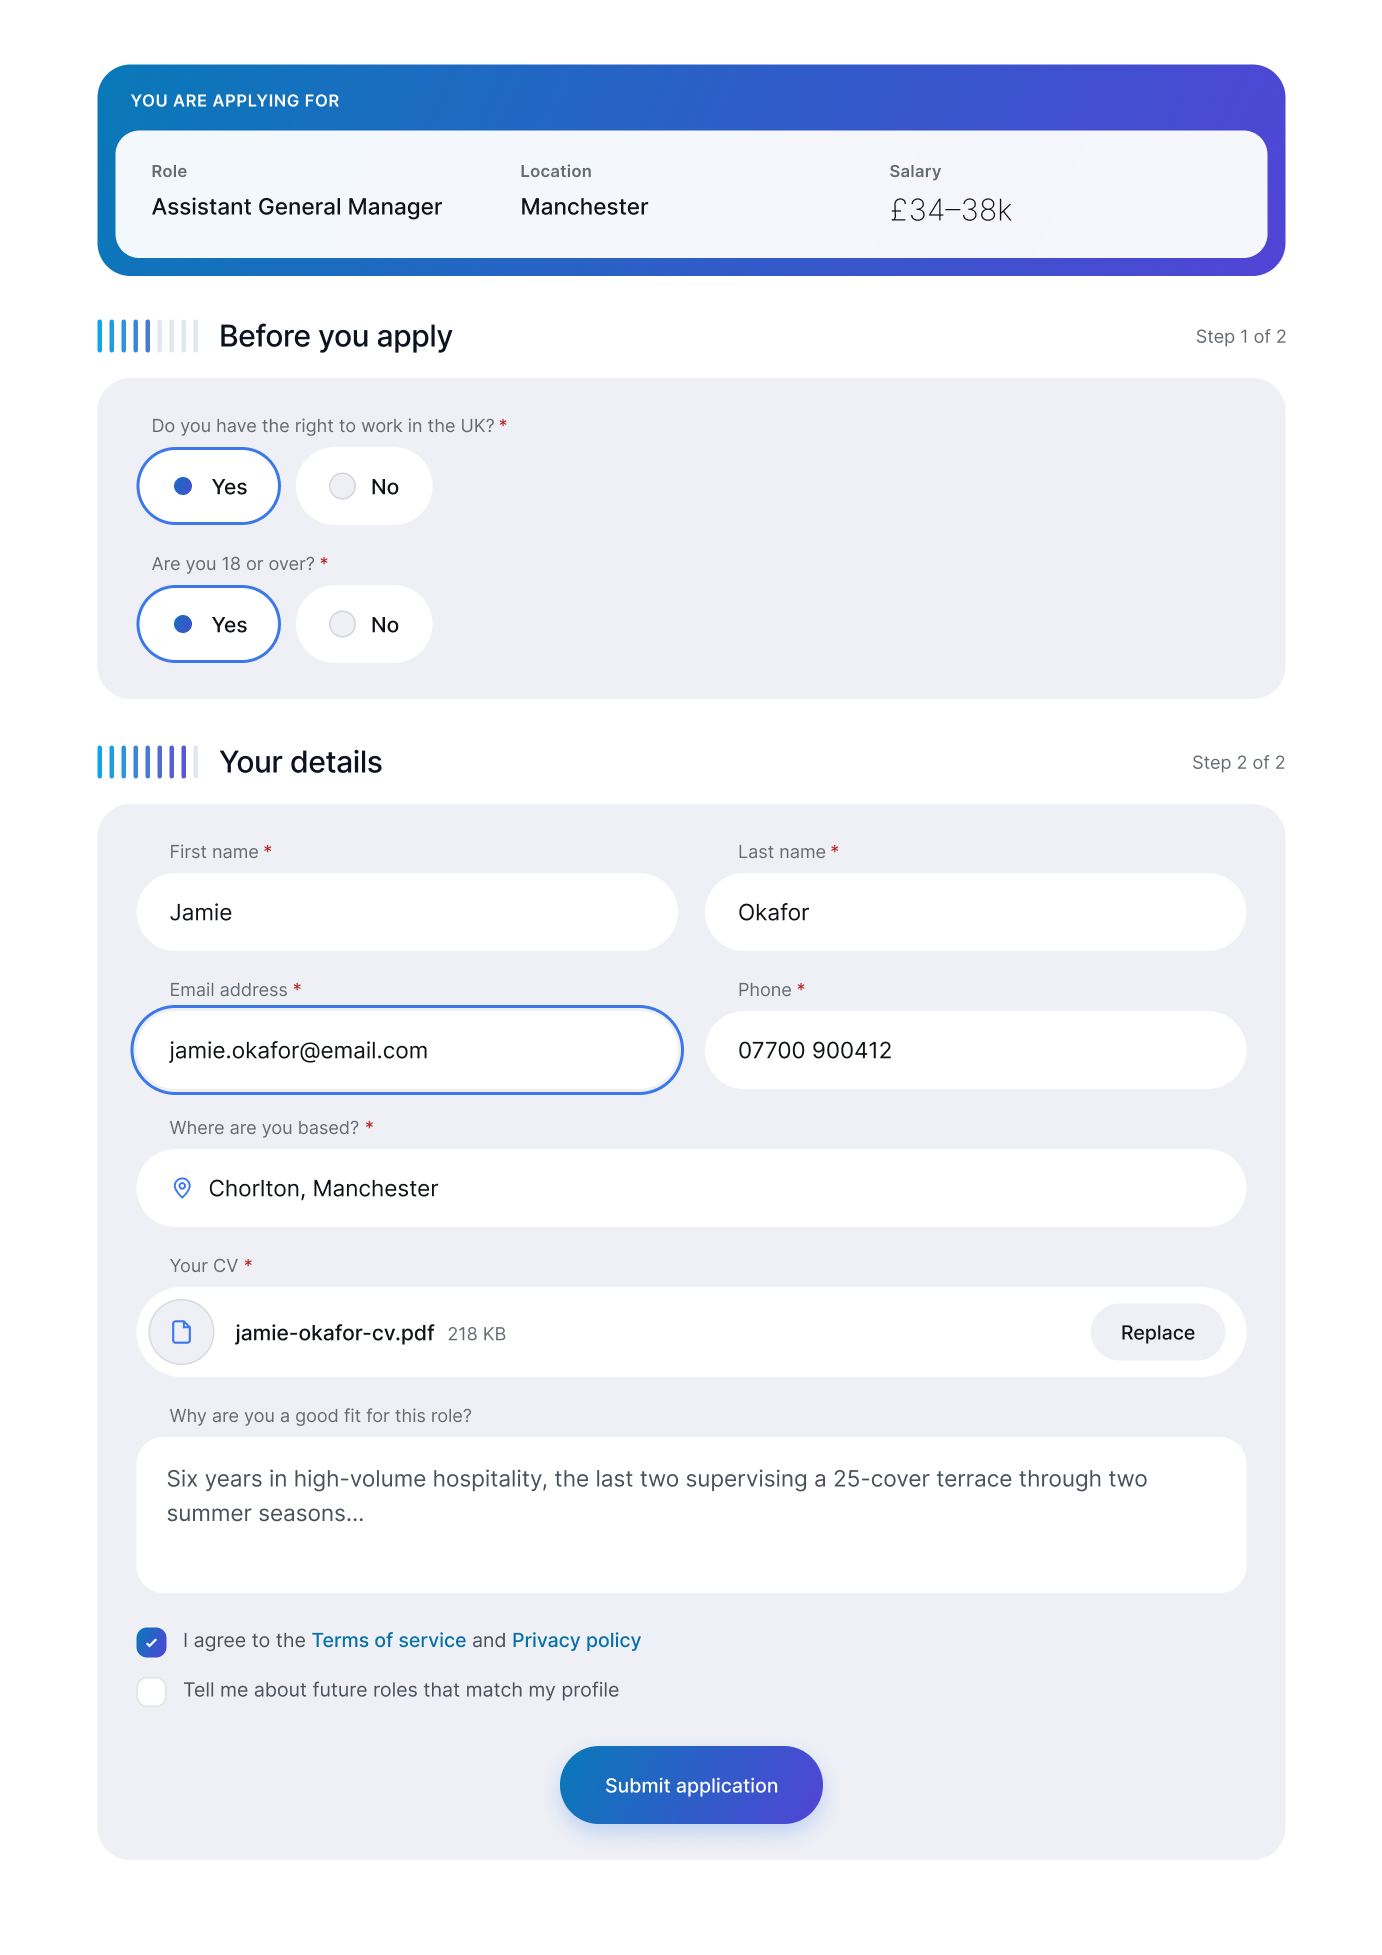 YOU ARE APPLYING FOR
Role
Assistant General Manager
Location
Manchester
Salary
£34–38k
Before you apply
Step 1 of 2
Do you have the right to work in the UK? *
Yes
No
Are you 18 or over? *
Yes
No
Your details
Step 2 of 2
First name *
Jamie
Last name *
Okafor
Email address *
jamie.okafor@email.com
Phone *
07700 900412
Where are you based? *
Chorlton, Manchester
Your CV *
jamie-okafor-cv.pdf 218 KB
Replace
Why are you a good fit for this role?
Six years in high-volume hospitality, the last two supervising a 25-cover terrace through two
summer seasons...
I agree to the Terms of service and Privacy policy
Tell me about future roles that match my profile
Submit application